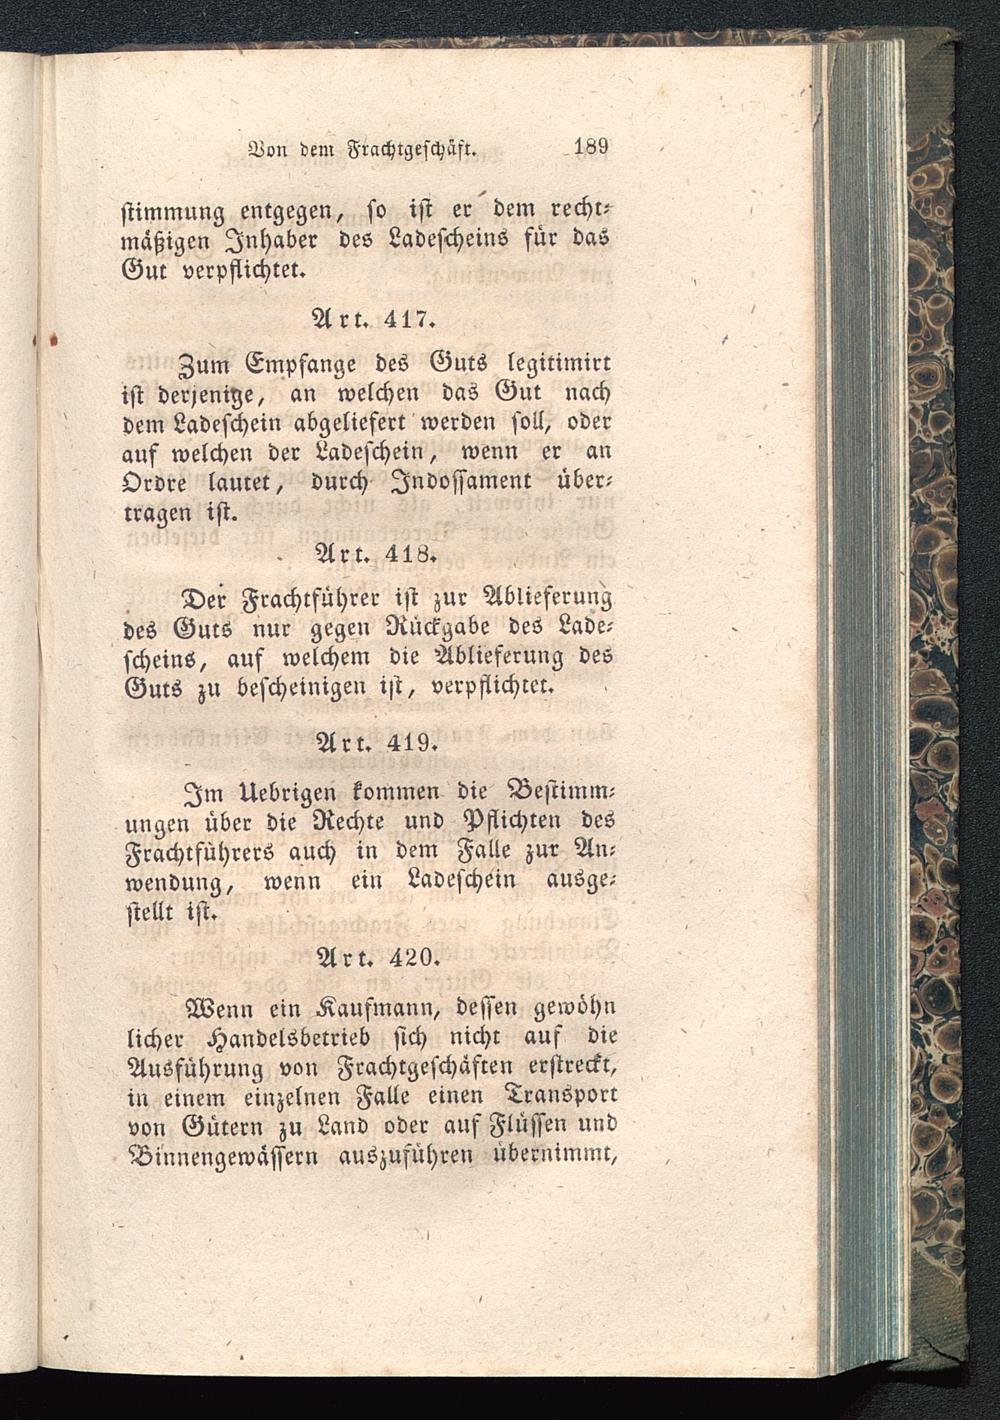 Von dem Frachtgeschäft. 189
stimmung entgegen, so ist er dem recht-
mäßigen Inhaber des Ladescheins für das
Gut verpflichtet.
Art. 417.
Zum Empfange des Guts legitimirt
ist derjenige, an welchen das Gut nach
dem Ladeschein abgeliefert werden soll, oder
auf welchen der Ladeschein, wenn er an
Ordre lautet, durch Indossament über-
tragen ist.
Art. 418.
Der Frachtführer ist zur Ablieferung
des Guts nur gegen Rückgabe des Lade-
scheins, auf welchem die Ablieferung des
Guts zu bescheinigen ist, verpflichtet.
Art. 419.
Im Uebrigen kommen die Bestimm-
ungen über die Rechte und Pflichten des
Frachtführers auch in dem Falle zur An-
wendung, wenn ein Ladeschein ausge-
stellt ist.
Art. 420.
Wenn ein Kaufmann, dessen gewöhn
licher Handelsbetrieb sich nicht auf die
Ausführung von Frachtgeschäften erstreckt,
in einem einzelnen Falle einen Transport
von Gütern zu Land oder auf Flüssen und
Binnengewässern auszuführen übernimmt,